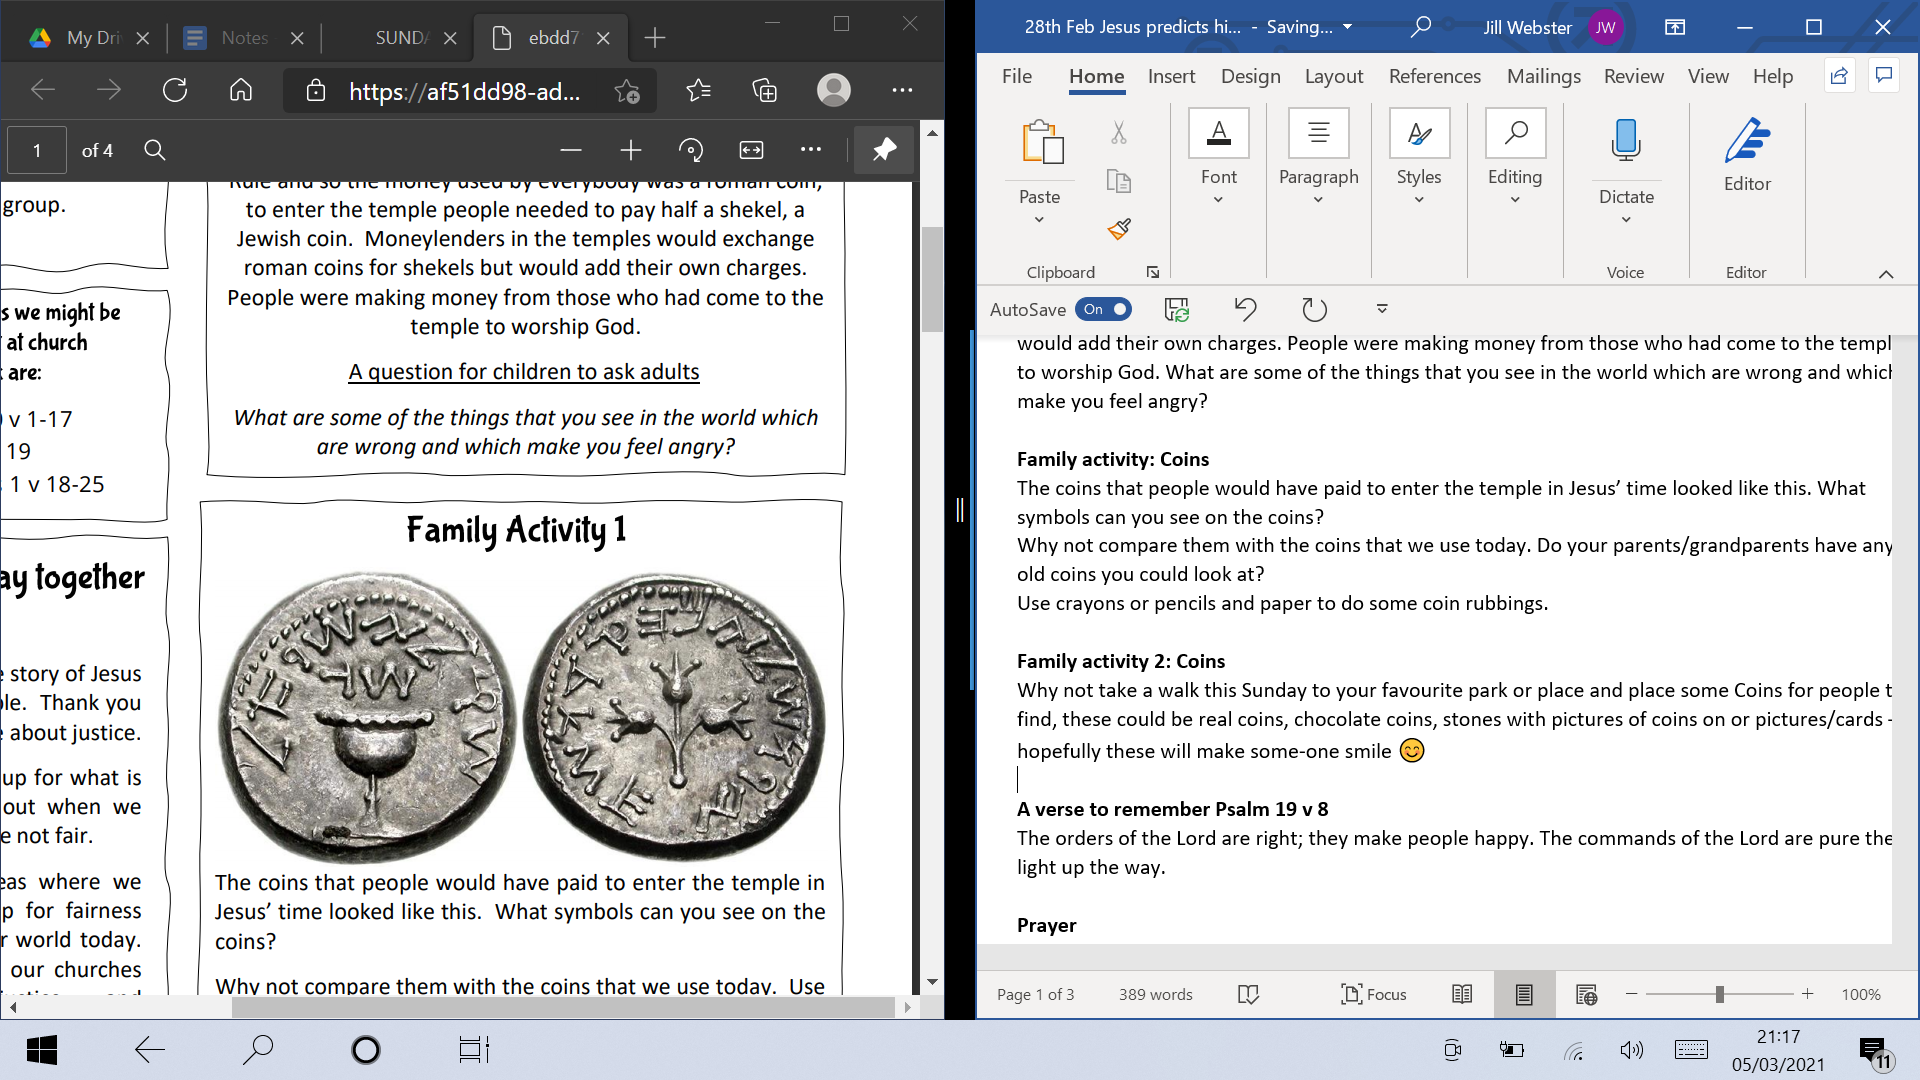 My Dri
Notes
SUNDA
ebdd7
https://af51dd98-ad...
1
of 4
group.
s we might be
at church
are:
v 1-17
19
1 v 18-25
ay together
story of Jesus
le. Thank you
about justice.
up for what is
out when we
e not fair.
eas where we
p for fairness
r world today.
our churches
Rule and so the money used by everybody was a roman coin,
to enter the temple people needed to pay half a shekel, a
Jewish coin. Moneylenders in the temples would exchange
roman coins for shekels but would add their own charges.
People were making money from those who had come to the
temple to worship God.
A question for children to ask adults
What are some of the things that you see in the world which
are wrong and which make you feel angry?
Family Activity 1
The coins that people would have paid to enter the temple in
Jesus’ time looked like this. What symbols can you see on the
coins?
Why not compare them with the coins that we use today. Use
28th Feb Jesus predicts hi... - Saving...
Jill Webster
JW
File Home Insert Design Layout References Mailings Review View Help
Paste
Font
Paragraph
Styles
Editing
Dictate
Editor
Clipboard
Voice
Editor
AutoSave On
would add their own charges. People were making money from those who had come to the templ
to worship God. What are some of the things that you see in the world which are wrong and which
make you feel angry?
Family activity: Coins
The coins that people would have paid to enter the temple in Jesus’ time looked like this. What
symbols can you see on the coins?
Why not compare them with the coins that we use today. Do your parents/grandparents have any
old coins you could look at?
Use crayons or pencils and paper to do some coin rubbings.
Family activity 2: Coins
Why not take a walk this Sunday to your favourite park or place and place some Coins for people t
find, these could be real coins, chocolate coins, stones with pictures of coins on or pictures/cards -
hopefully these will make some-one smile 😊
A verse to remember Psalm 19 v 8
The orders of the Lord are right; they make people happy. The commands of the Lord are pure the
light up the way.
Prayer
Page 1 of 3
389 words
Focus
100%
21:17
05/03/2021
11